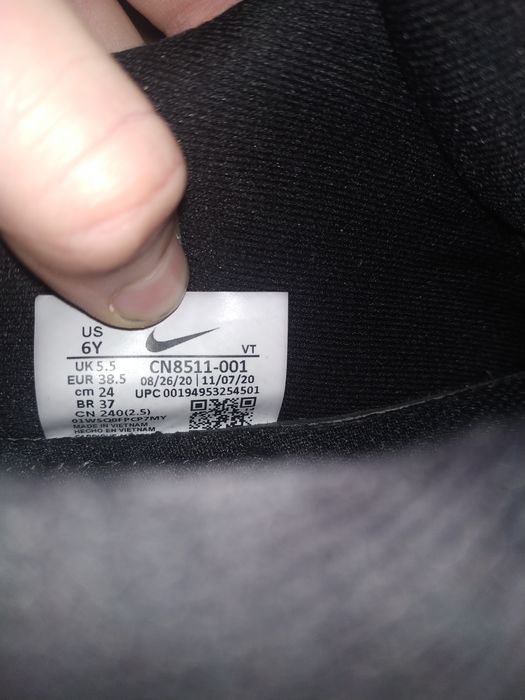 US
6Y
VT
UK 5.5
CN8511-001
EUR 38.5
08/26/20 | 11/07/20
cm 24
UPC 00194953254501
BR 37
CN 240(2.5)
MADE IN VIETNAM
HECHO EN VIETNAM